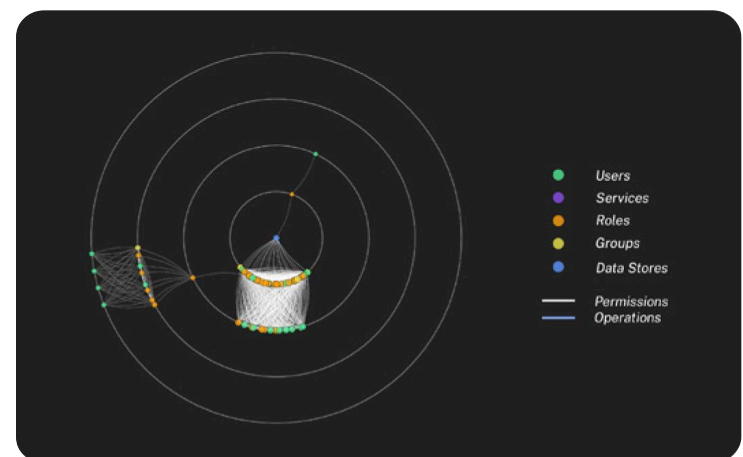 Users
Services
Roles
Groups
Data Stores
Permissions
Operations